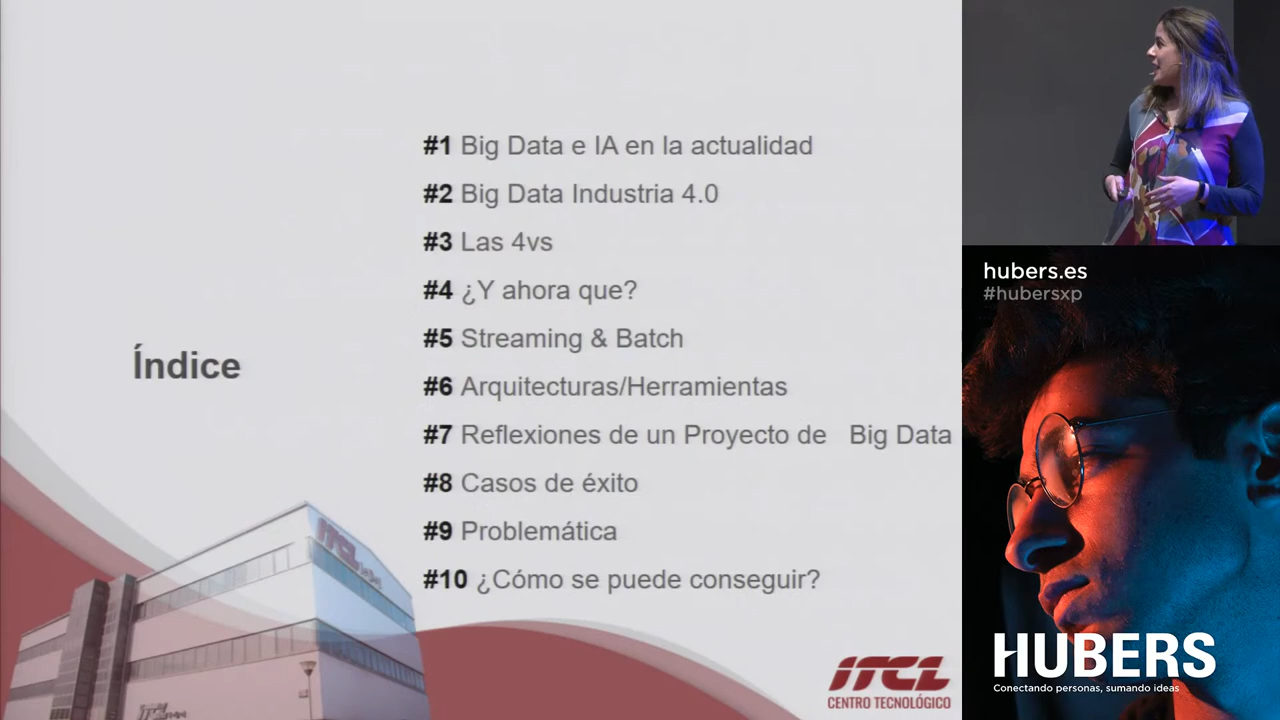 Índice
#1 Big Data e IA en la actualidad
#2 Big Data Industria 4.0
#3 Las 4vs
#4 ¿Y ahora que?
#5 Streaming & Batch
#6 Arquitecturas/Herramientas
#7 Reflexiones de un Proyecto de Big Data
#8 Casos de éxito
#9 Problemática
#10 ¿Cómo se puede conseguir?
ITCL
ITCL
ITCL
CENTRO TECNOLÓGICO
hubers.es
#hubersxp
HUBERS
Conectando personas, sumando ideas